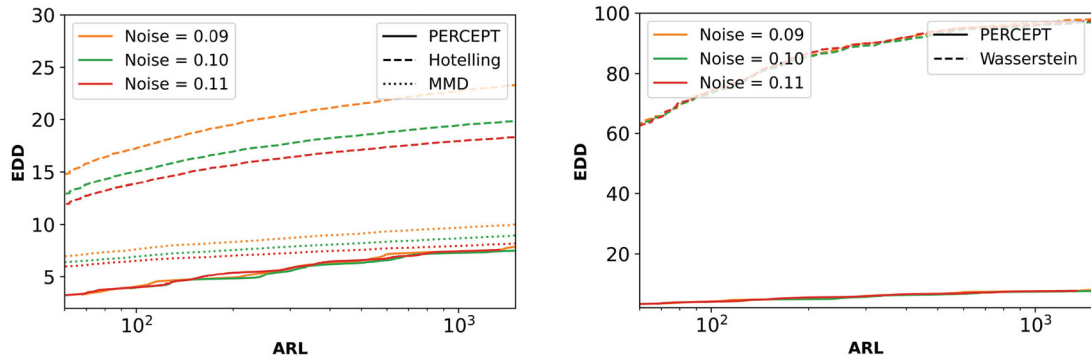 30
25
20
15
10
5
EDD
10²
10³
ARL
Noise = 0.09
Noise = 0.10
Noise = 0.11
PERCEPT
Hotelling
MMD
100
80
60
40
20
EDD
10²
10³
ARL
Noise = 0.09
Noise = 0.10
Noise = 0.11
PERCEPT
Wasserstein